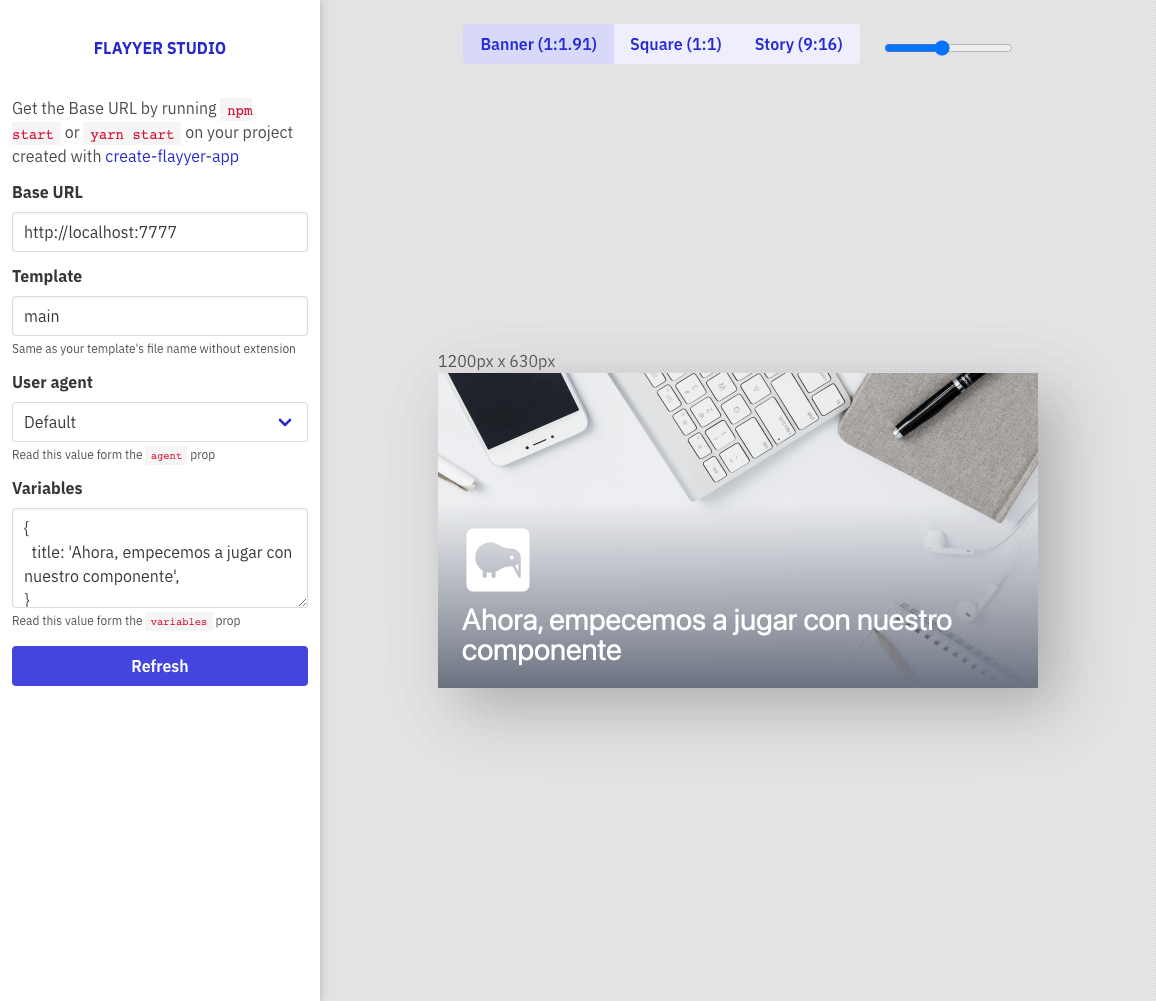 FLAYYER STUDIO
Get the Base URL by running npm
start or yarn start on your project
created with create-flayyer-app
Base URL
http://localhost:7777
Template
main
Same as your template's file name without extension
User agent
Default
Read this value form the agent prop
Variables
{
title: 'Ahora, empecemos a jugar con
nuestro componente',
}
Read this value form the variables prop
Refresh
Banner (1:1.91) Square (1:1) Story (9:16)
1200px x 630px
Ahora, empecemos a jugar con nuestro
componente